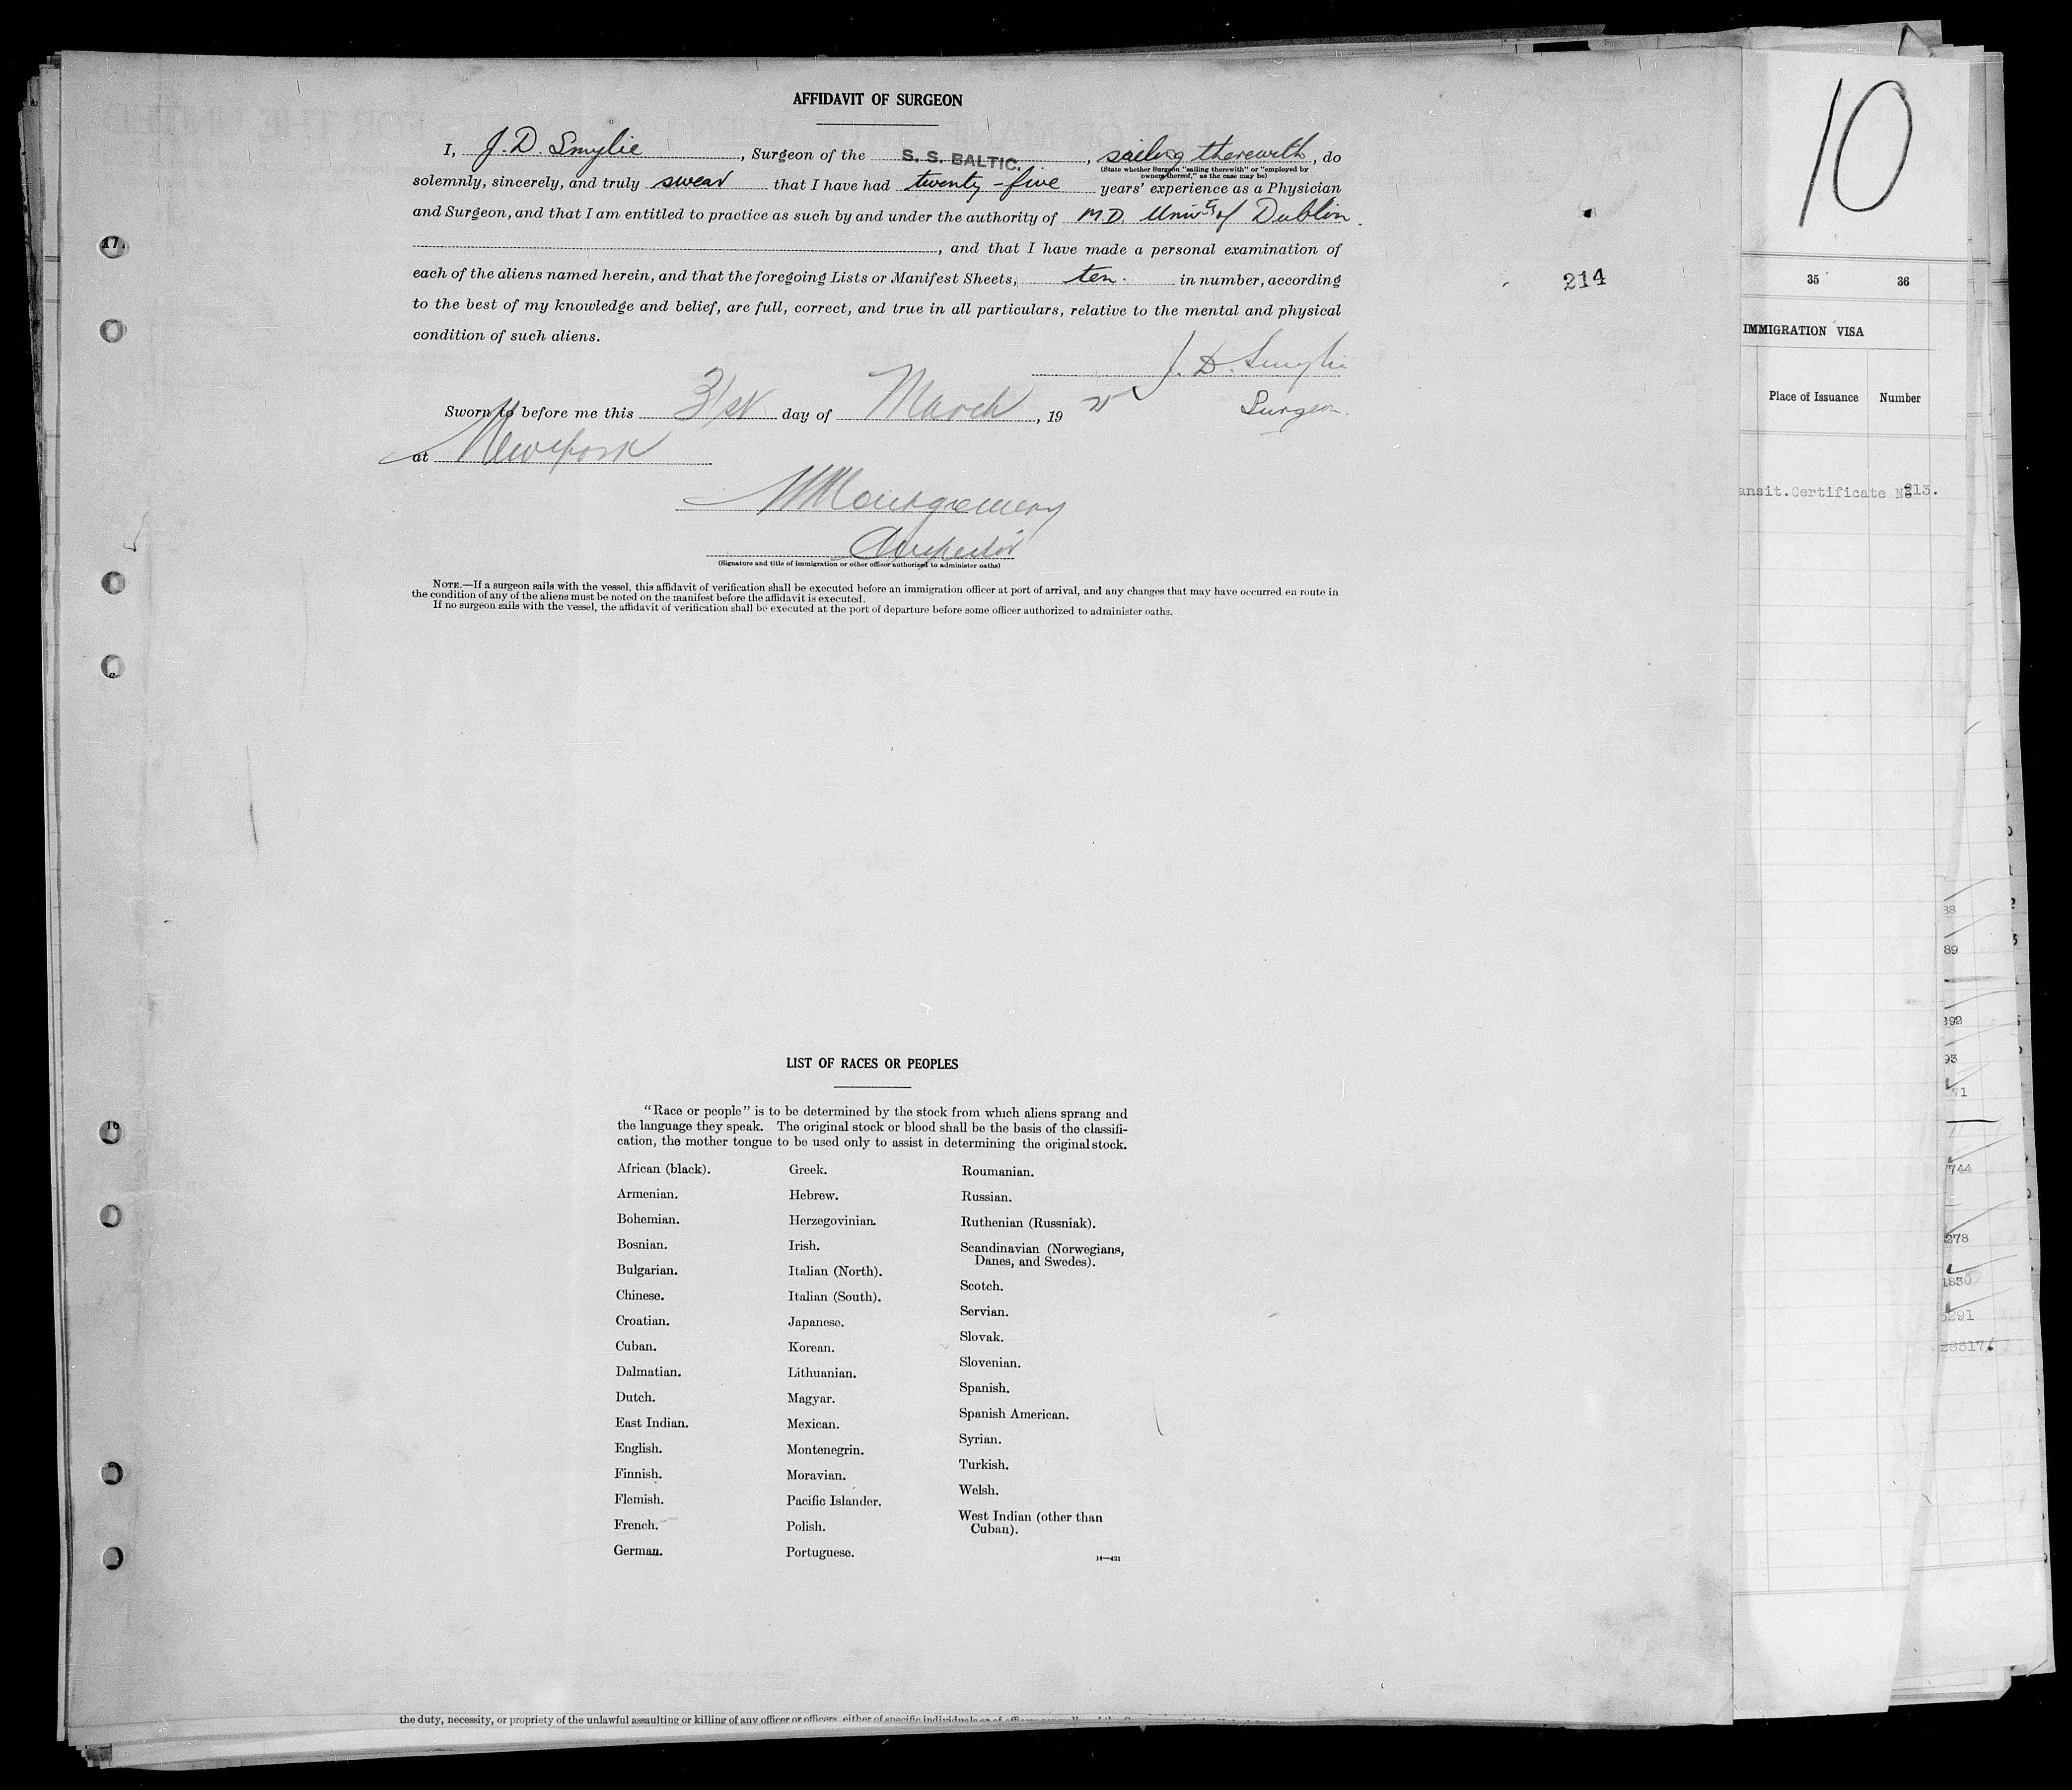 AFFIDAVIT OF SURGEON
I, J. D. Smylie, Surgeon of the S. S. BALTIC., sailing therewith, do
(State whether Surgeon "sailing therewith" or "employed by
owners thereof," as the case may be)
solemnly, sincerely, and truly swear that I have had twenty-five years' experience as a Physician
and Surgeon, and that I am entitled to practice as such by and under the authority of M.D. Univty of Dublin.
, and that I have made a personal examination of
each of the aliens named herein, and that the foregoing Lists or Manifest Sheets, ten. in number, according
to the best of my knowledge and belief, are full, correct, and true in all particulars, relative to the mental and physical
condition of such aliens.
J. D. Smylie
Surgeon.
Sworn to before me this 31st day of March, 19
at New York
Montgomery
Inspector
(Signature and title of immigration or other officer authorized to administer oaths)
NOTE.—If a surgeon sails with the vessel, this affidavit of verification shall be executed before an immigration officer at port of arrival, and any changes that may have occurred en route in
the condition of any of the aliens must be noted on the manifest before the affidavit is executed.
If no surgeon sails with the vessel, the affidavit of verification shall be executed at the port of departure before some officer authorized to administer oaths.
214
10
35 36
IMMIGRATION VISA
Place of Issuance Number
ansit.Certificate No 213.
LIST OF RACES OR PEOPLES
"Race or people" is to be determined by the stock from which aliens sprang and
the language they speak. The original stock or blood shall be the basis of the classifi-
cation, the mother tongue to be used only to assist in determining the original stock.
African (black).
Armenian.
Bohemian.
Bosnian.
Bulgarian.
Chinese.
Croatian.
Cuban.
Dalmatian.
Dutch.
East Indian.
English.
Finnish.
Flemish.
French.
German.
Greek.
Hebrew.
Herzegovinian.
Irish.
Italian (North).
Italian (South).
Japanese.
Korean.
Lithuanian.
Magyar.
Mexican.
Montenegrin.
Moravian.
Pacific Islander.
Polish.
Portuguese.
Roumanian.
Russian.
Ruthenian (Russniak).
Scandinavian (Norwegians,
Danes, and Swedes).
Scotch.
Servian.
Slovak.
Slovenian.
Spanish.
Spanish American.
Syrian.
Turkish.
Welsh.
West Indian (other than
Cuban).
14—431
89
744
278
the duty, necessity, or propriety of the unlawful assaulting or killing of any officer or officers, either of specific individuals or of